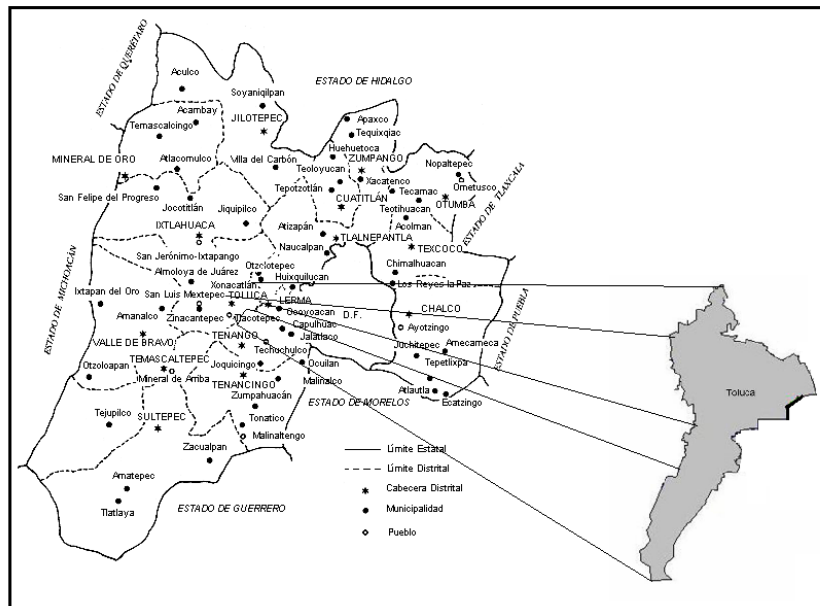 ESTADO DE QUERÉTARO
Aculco
ESTADO DE HIDALGO
Soyaniqilpan
Acambay
JILOTEPEC
Temascalcingo
Apaxco
Tequixqiac
Huehuetoca
MINERAL DE ORO
Atlacomulco
Villa del Carbón
ZUMPANGO
Teoloyucan
Nopaltepec
San Felipe del Progreso
Tepotzotlán
Xacatenco
Ometusco
Tecamac
Jocotitlán
CUATITLÁN
OTUMBA
ESTADO DE TLAXCALA
Jiquipilco
Teotihuacan
IXTLAHUACA
Atizapán
Acolman
TLALNEPANTLA
Naucalpan
TEXCOCO
San Jerónimo-Ixtapango
Otzolotepec
Chimalhuacan
Almoloya de Juárez
Huixquilucan
Xonacatlán
Los Reyes la Paz
ESTADO DE MICHOACÁN
Ixtapan del Oro
San Luis Mextepec
TOLUCA
LERMA
CHALCO
ESTADO DE PUEBLA
Amanalco
Zinacantepec
Tlacotepec
Ocoyoacan
D.F.
Ayotzingo
Capulhuac
VALLE DE BRAVO
TENANGO
Jalatlaco
Amecameca
Juchitepec
Techuchulco
Tepetlixpa
TEMASCALTEPEC
Joquicingo
Ocuilan
Otzoloapan
Mineral de Arriba
TENANCINGO
Malinalco
Atlautla
Zumpahuacán
ESTADO DE MORELOS
Ecatzingo
Tejupilco
SULTEPEC
Tonatico
Malinaltengo
Zacualpan
Límite Estatal
Límite Distrital
Amatepec
Cabecera Distrital
Tlatlaya
ESTADO DE GUERRERO
Municipalidad
Pueblo
Toluca